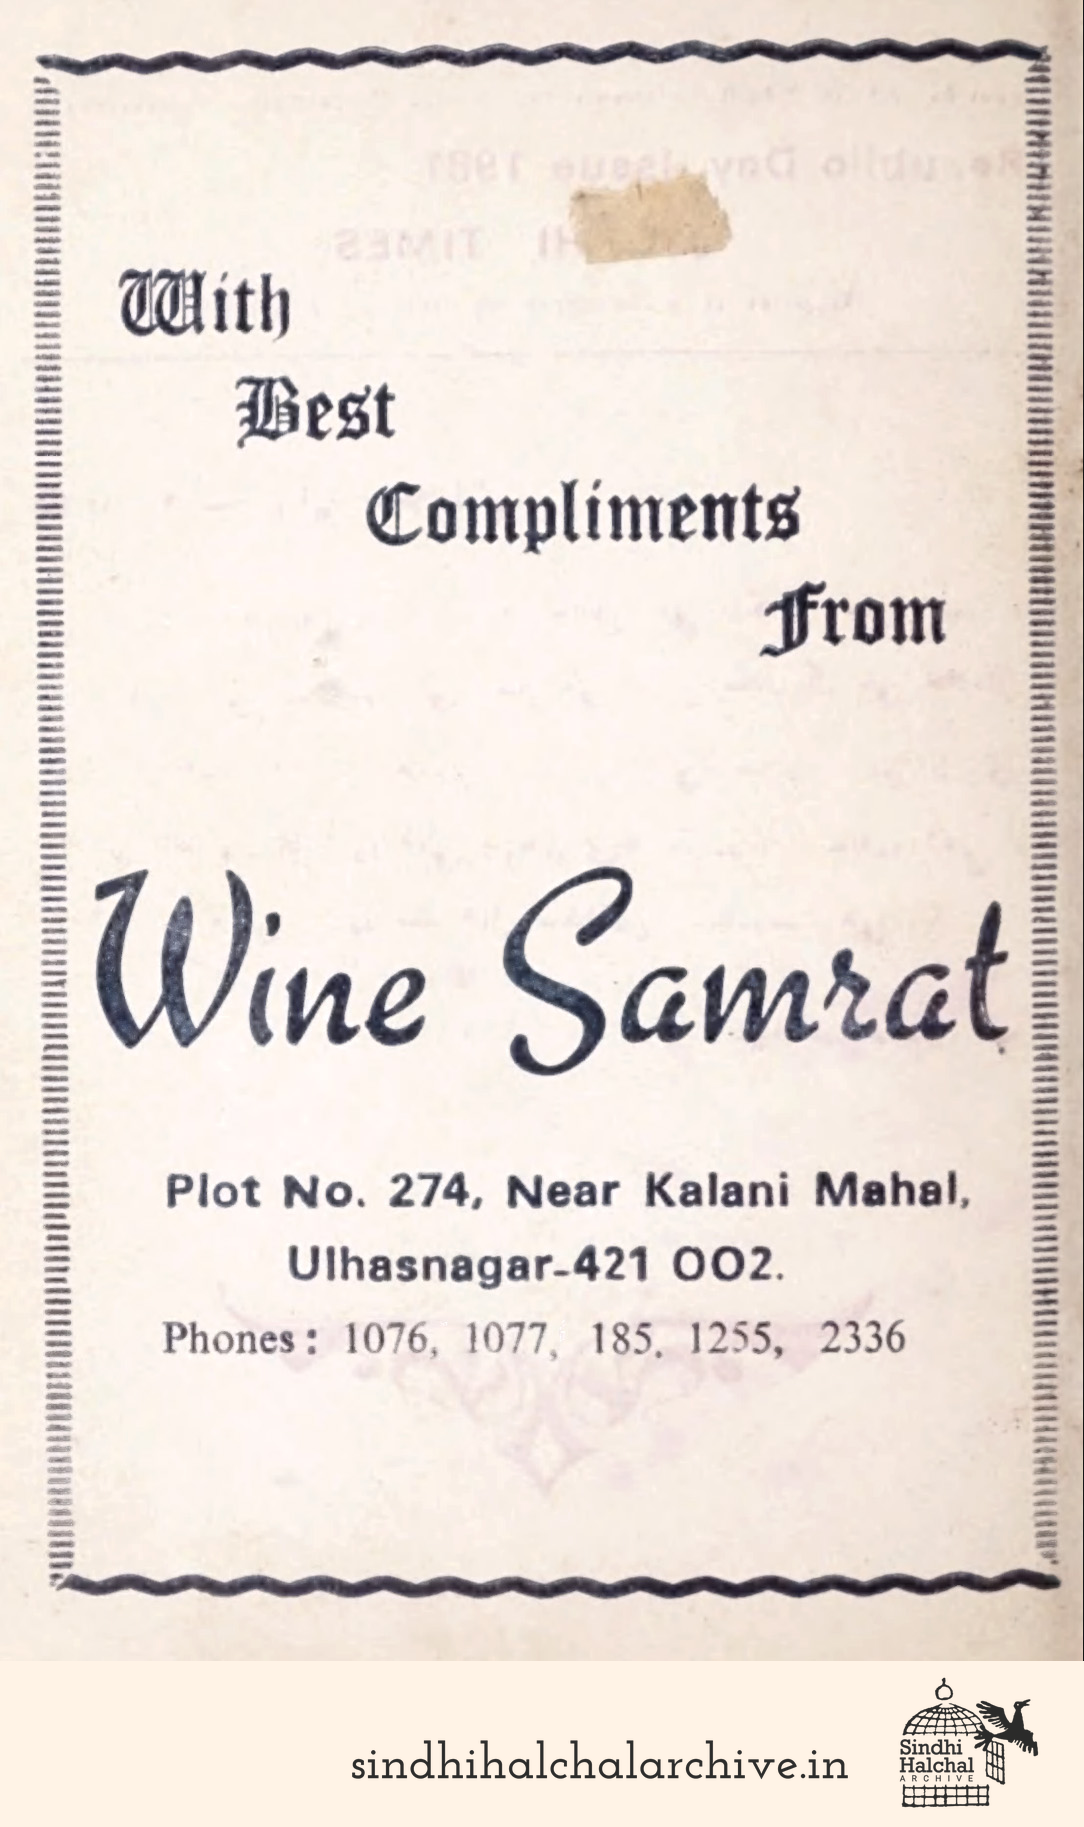 With
Best
Compliments
From
Wine Samrat
Plot No. 274, Near Kalani Mahal,
Ulhasnagar-421 002.
Phones: 1076, 1077, 185, 1255, 2336
sindhihalchalarchive.in
Sindhi
Halchal
ARCHIVE